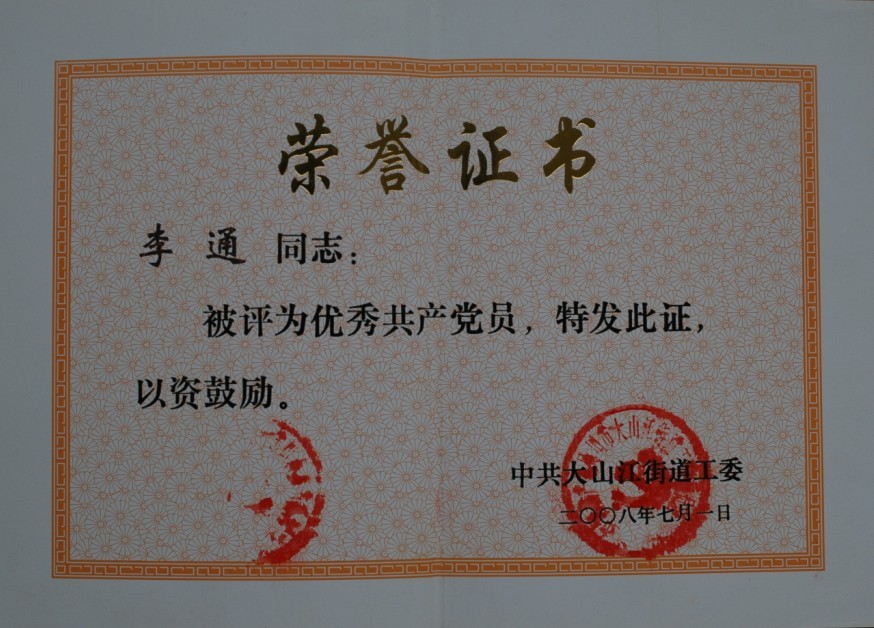 荣誉证书
李通 同志：
被评为优秀共产党员，特发此证，
以资鼓励。
中共大山江街道工委
二〇〇八年七月一日